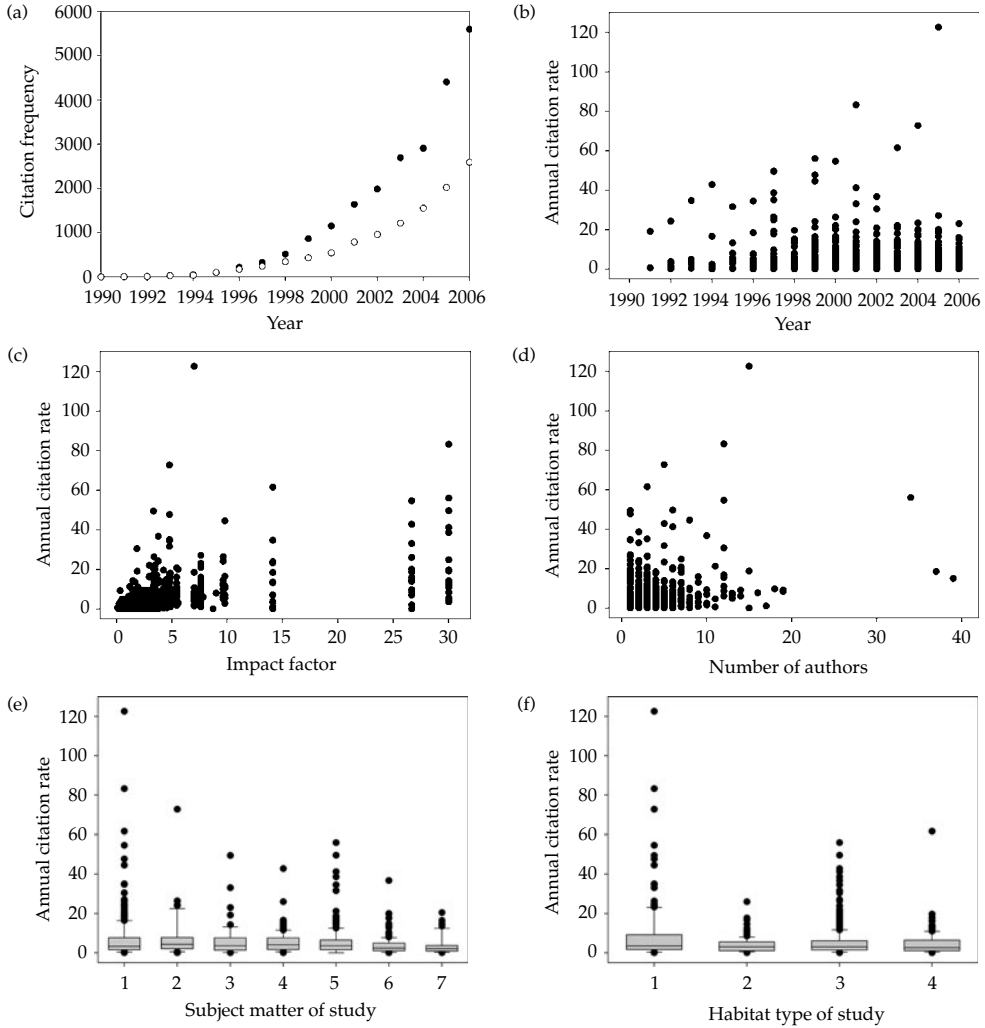 (a)
6000
5000
4000
3000
2000
1000
0
Citation frequency
1990 1992 1994 1996 1998 2000 2002 2004 2006
Year
(b)
120
100
80
60
40
20
0
Annual citation rate
1990 1992 1994 1996 1998 2000 2002 2004 2006
Year
(c)
120
100
80
60
40
20
0
Annual citation rate
0 5 10 15 20 25 30
Impact factor
(d)
120
100
80
60
40
20
0
Annual citation rate
0 10 20 30 40
Number of authors
(e)
120
100
80
60
40
20
0
Annual citation rate
1 2 3 4 5 6 7
Subject matter of study
(f)
120
100
80
60
40
20
0
Annual citation rate
1 2 3 4
Habitat type of study